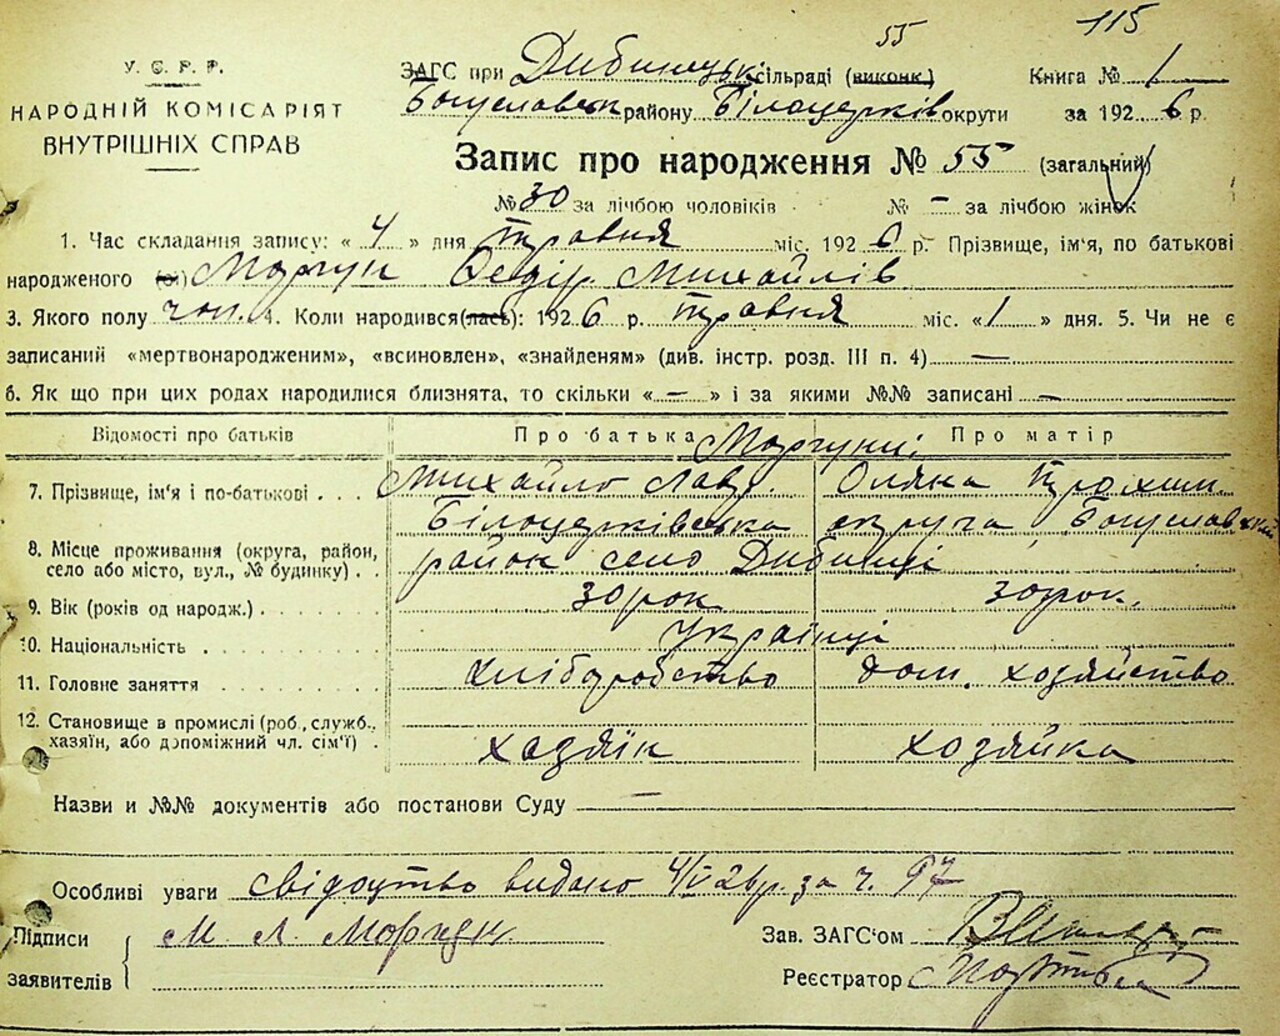 55
115
У.С.Р.Р.
НАРОДНІЙ КОМІСАРІЯТ
ВНУТРІШНІХ СПРАВ
ЗАГС при Дибинецькі сільраді (виконк.) Книга № 1
Богуславськ району Білоцерків округи за 1926 р.
Запис про народження № 55 (загальний)
№ 30 за лічбою чоловіків № – за лічбою жінок
1. Час складання запису: « 4 » дня травня міс. 1926 р. Прізвище, ім'я, по батькові
народженого (ої) Моргун Федір Михайлів
3. Якого полу чол. 4. Коли народився(лась): 1926 р. травня міс. « 1 » дня. 5. Чи не є
записаний «мертвонародженим», «всиновлен», «знайденям» (див. інстр. розд. III п. 4) —
6. Як що при цих родах народилися близнята, то скільки « – » і за якими №№ записані —
Відомості про батьків Про батька Моргуни: Про матір
7. Прізвище, ім'я і по-батькові . . . Михайло Лавр. Оляна Трохим.
Білоцерківська округа Богуславський
8. Місце проживання (округа, район,
село або місто, вул., № будинку) . . район село Дибинці
9. Вік (років од народж.) 30 рок 30 рок.
10. Національність Українці
11. Головне заняття хліборобство дом. хозяйство
12. Становище в промислі (роб., служб.,
хазяїн, або допоміжний чл. сім'ї) . хазяїн хозяйка
Назви и №№ документів або постанови Суду —
Особливі уваги свідоцтво видано 4/V 26 р. за ч. 97
Підписи
заявителів
М. Л. Моргун.
Зав. ЗАГС'ом
Реєстратор